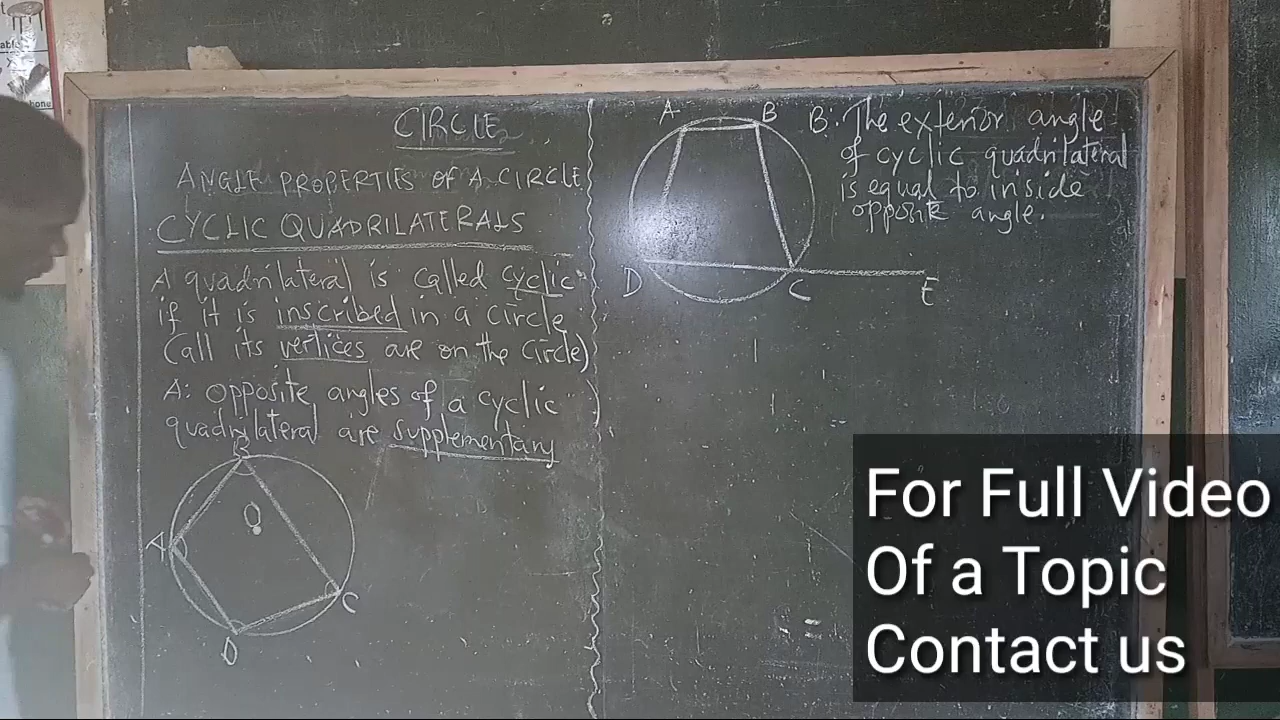 CIRCLE
ANGLE PROPERTIES OF A CIRCLE
CYCLIC QUADRILATERALS
A quadrilateral is called cyclic
if it is inscribed in a circle
(all its vertices are on the circle)
A: opposite angles of a cyclic
quadrilateral are supplementary
B
O
A
C
D
A B
D C E
B: The exterior angle
of cyclic quadrilateral
is equal to inside
opposite angle.
For Full Video
Of a Topic
Contact us